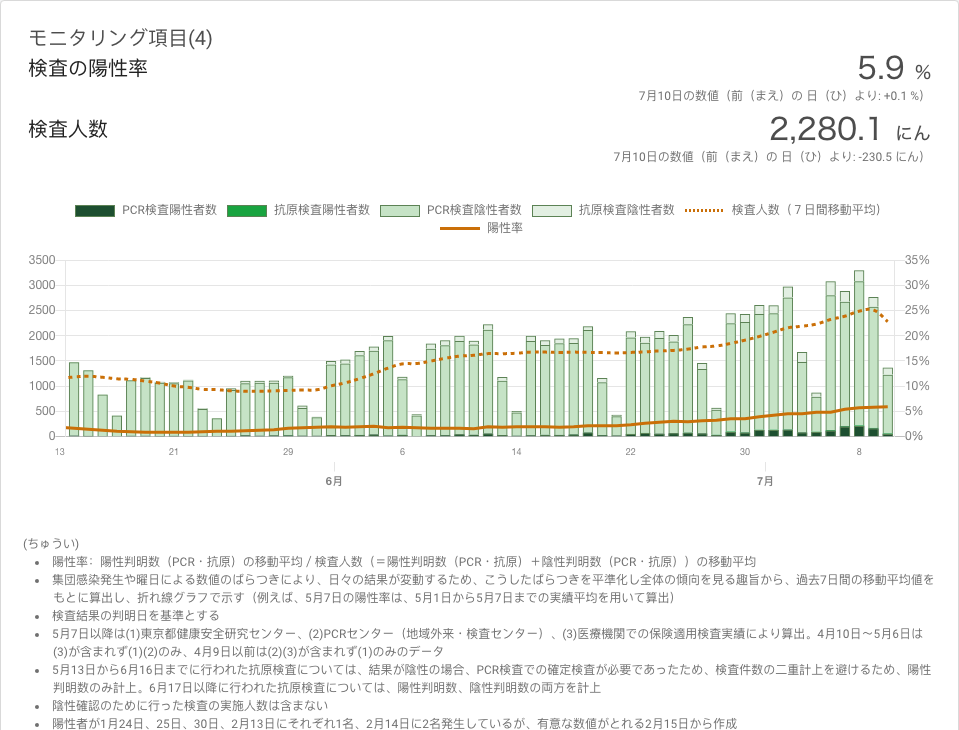 モニタリング項目(4)
検査の陽性率
5.9 %
7月10日の数値（前（まえ）の 日（ひ）より: +0.1 %）
検査人数
2,280.1 にん
7月10日の数値（前（まえ）の 日（ひ）より: -230.5 にん）
PCR検査陽性者数 抗原検査陽性者数 PCR検査陰性者数 抗原検査陰性者数 検査人数（７日間移動平均）
陽性率
3500 35%
3000 30%
2500 25%
2000 20%
1500 15%
1000 10%
500 5%
0 0%
13 21 29 6 14 22 30 8
6月 7月
(ちゅうい)
• 陽性率：陽性判明数（PCR・抗原）の移動平均 / 検査人数（＝陽性判明数（PCR・抗原）＋陰性判明数（PCR・抗原））の移動平均
• 集団感染発生や曜日による数値のばらつきにより、日々の結果が変動するため、こうしたばらつきを平準化し全体の傾向を見る趣旨から、過去7日間の移動平均値を
もとに算出し、折れ線グラフで示す（例えば、5月7日の陽性率は、5月1日から5月7日までの実績平均を用いて算出）
• 検査結果の判明日を基準とする
• 5月7日以降は(1)東京都健康安全研究センター、(2)PCRセンター（地域外来・検査センター）、(3)医療機関での保険適用検査実績により算出。4月10日～5月6日は
(3)が含まれず(1)(2)のみ、4月9日以前は(2)(3)が含まれず(1)のみのデータ
• 5月13日から6月16日までに行われた抗原検査については、結果が陰性の場合、PCR検査での確定検査が必要であったため、検査件数の二重計上を避けるため、陽性
判明数のみ計上。6月17日以降に行われた抗原検査については、陽性判明数、陰性判明数の両方を計上
• 陰性確認のために行った検査の実施人数は含まない
• 陽性者が1月24日、25日、30日、2月13日にそれぞれ1名、2月14日に2名発生しているが、有意な数値がとれる2月15日から作成